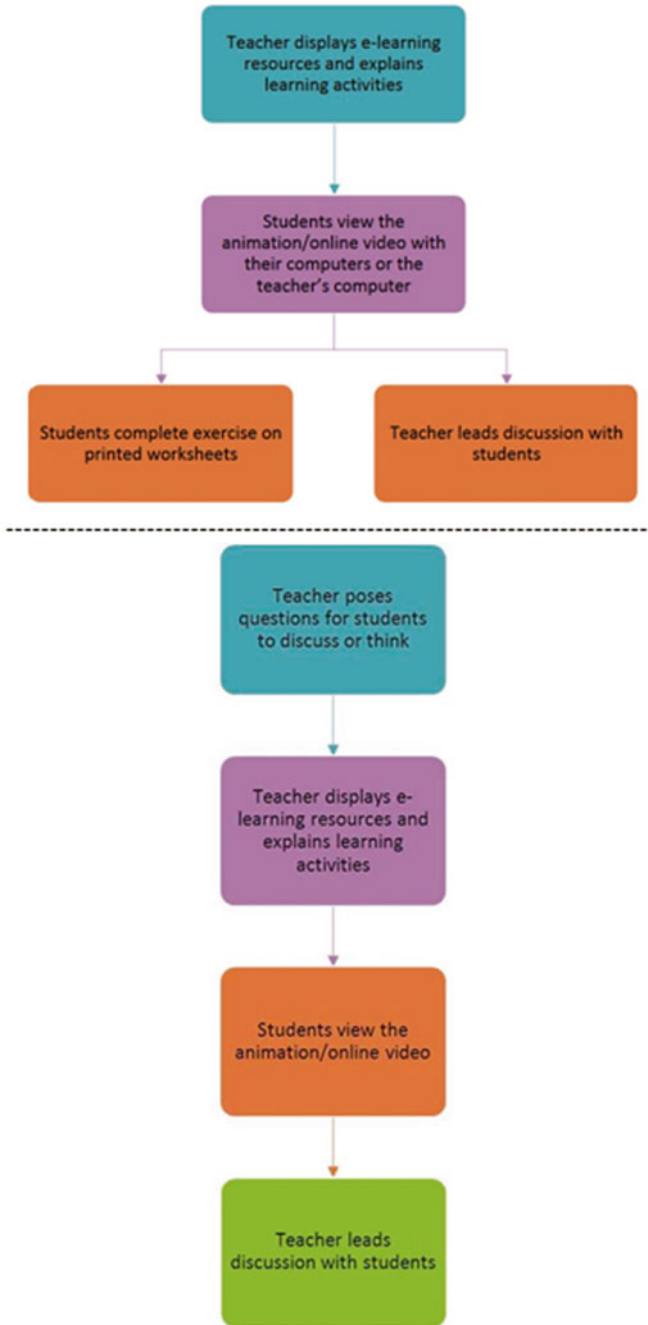 Teacher displays e-learning
resources and explains
learning activities
Students view the
animation/online video with
their computers or the
teacher's computer
Students complete exercise on
printed worksheets
Teacher leads discussion with
students
Teacher poses
questions for students
to discuss or think
Teacher displays e-
learning resources and
explains learning
activities
Students view the
animation/online video
Teacher leads
discussion with students